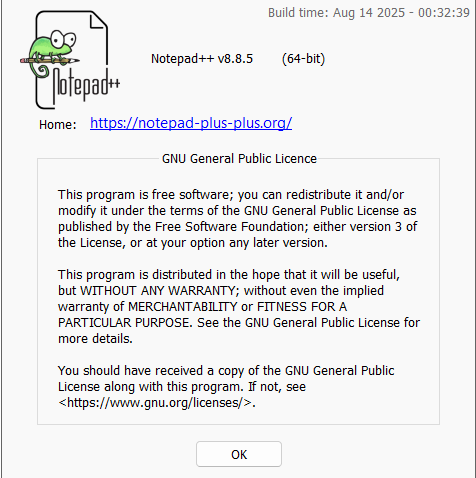 Build time: Aug 14 2025 - 00:32:39
Notepad++
Notepad++ v8.8.5 (64-bit)
Home: https://notepad-plus-plus.org/
GNU General Public Licence
This program is free software; you can redistribute it and/or
modify it under the terms of the GNU General Public License as
published by the Free Software Foundation; either version 3 of
the License, or at your option any later version.
This program is distributed in the hope that it will be useful,
but WITHOUT ANY WARRANTY; without even the implied
warranty of MERCHANTABILITY or FITNESS FOR A
PARTICULAR PURPOSE. See the GNU General Public License for
more details.
You should have received a copy of the GNU General Public
License along with this program. If not, see
<https://www.gnu.org/licenses/>.
OK